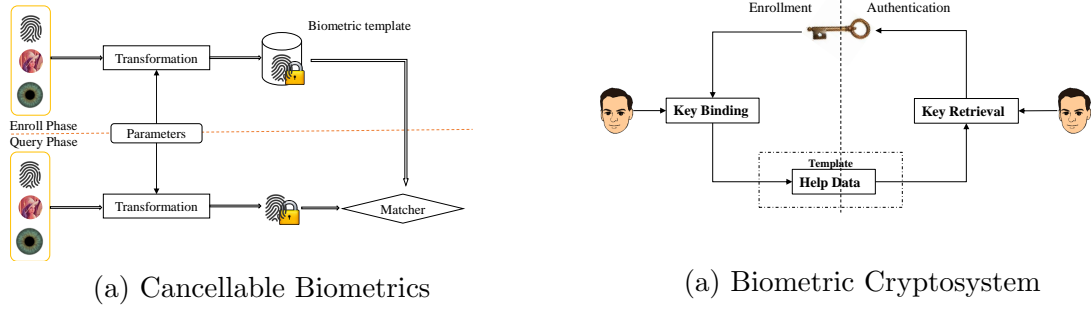 Biometric template
Transformation
Enroll Phase
Parameters
Query Phase
Transformation
Matcher
(a) Cancellable Biometrics
Enrollment
Authentication
Key Binding
Key Retrieval
Template
Help Data
(a) Biometric Cryptosystem